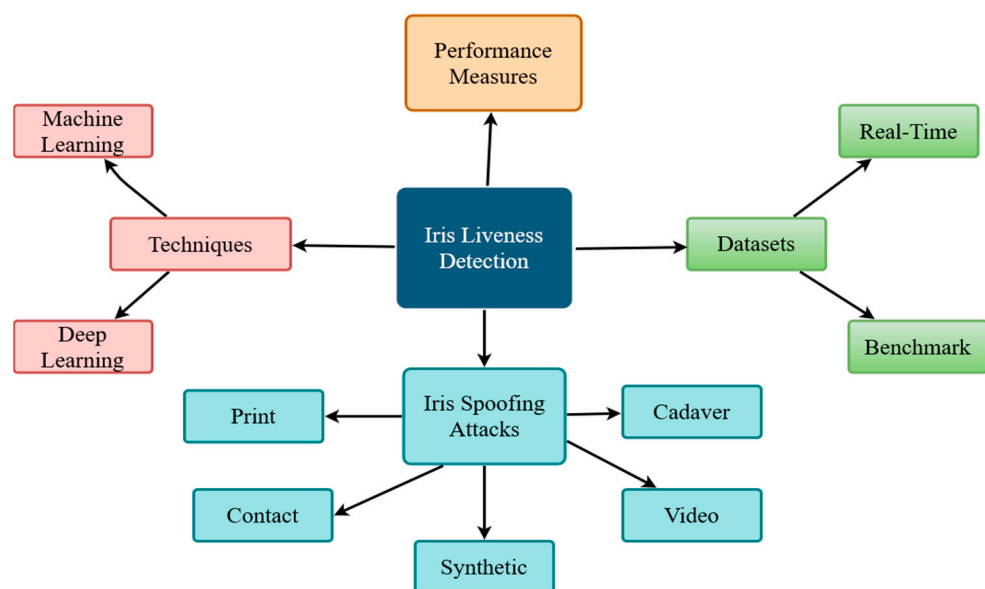 Performance
Measures
Machine
Learning
Real-Time
Techniques
Iris Liveness
Detection
Datasets
Deep
Learning
Benchmark
Print
Iris Spoofing
Attacks
Cadaver
Contact
Video
Synthetic